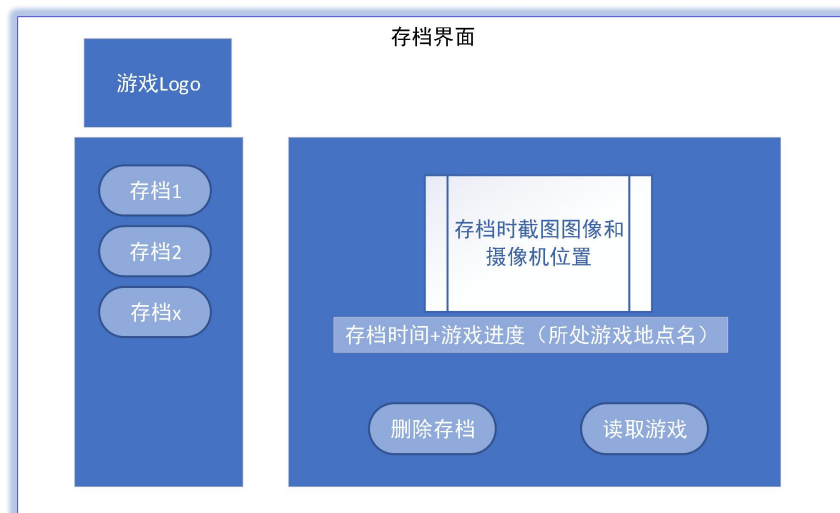 存档界面
游戏Logo
存档1
存档2
存档x
存档时截图图像和
摄像机位置
存档时间+游戏进度（所处游戏地点名）
删除存档
读取游戏